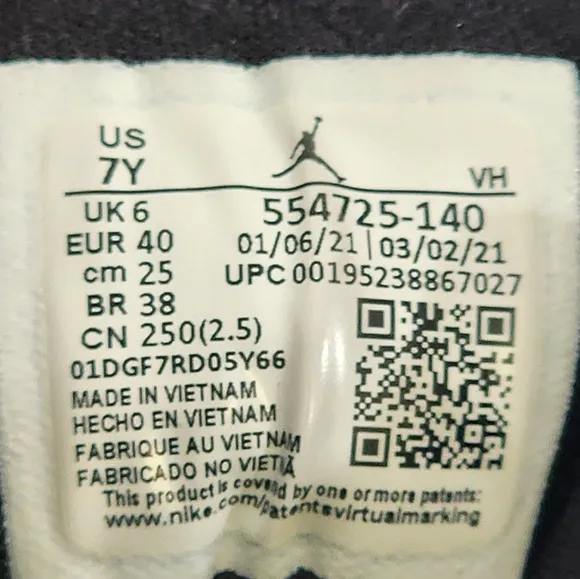 US
7Y
VH
UK 6
554725-140
EUR 40
01/06/21 | 03/02/21
cm 25
UPC 00195238867027
BR 38
CN 250(2.5)
01DGF7RD05Y66
MADE IN VIETNAM
HECHO EN VIETNAM
FABRIQUE AU VIETNAM
FABRICADO NO
This product is covered by one or more patents:
www.nike.com/patentsvirtualmarking